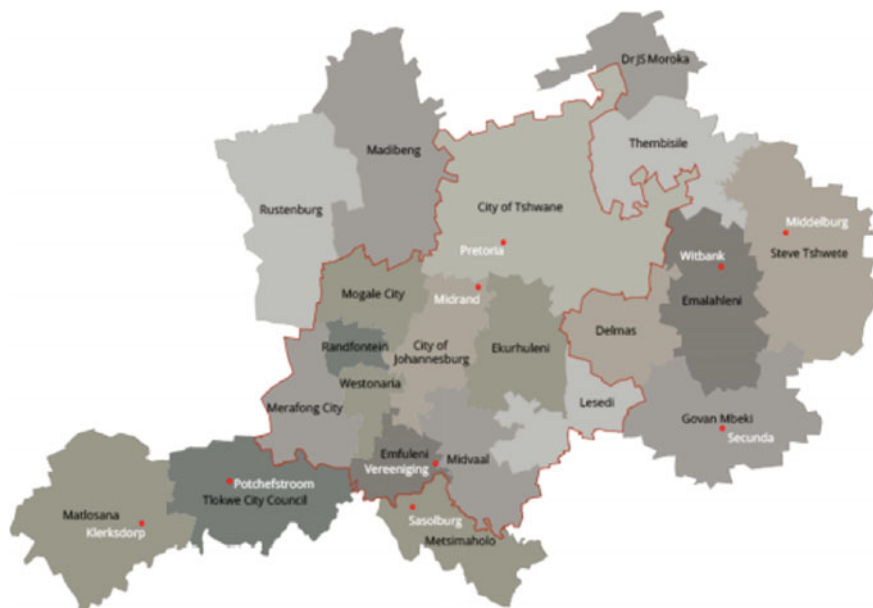 Dr JS Moroka
Thembisile
Madibeng
Rustenburg
City of Tshwane
Pretoria
Middelburg
Steve Tshwete
Witbank
Emalahleni
Mogale City
Midrand
Randfontein
City of
Johannesburg
Ekurhuleni
Delmas
Westonaria
Merafong City
Lesedi
Govan Mbeki
Secunda
Emfuleni
Vereeniging
Midvaal
Potchefstroom
Tlokwe City Council
Matlosana
Klerksdorp
Sasolburg
Metsimaholo